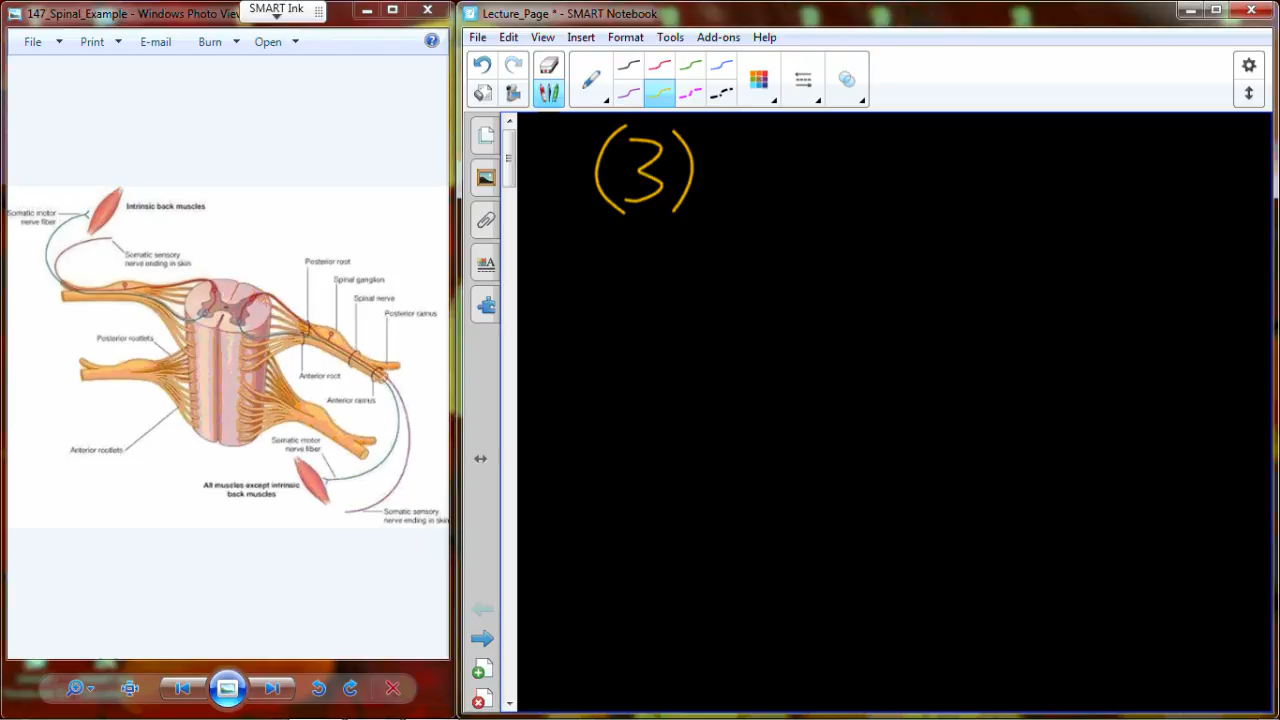 147_Spinal_Example - Windows Photo View
SMART Ink
File Print E-mail Burn Open
Intrinsic back muscles
Somatic motor
nerve fiber
Somatic sensory
nerve ending in skin
Posterior root
Spinal ganglion
Spinal nerve
Posterior ramus
Posterior rootlets
Anterior root
Anterior ramus
Anterior rootlets
Somatic motor
nerve fiber
All muscles except intrinsic
back muscles
Somatic sensory
nerve ending in skin
Lecture_Page * - SMART Notebook
File Edit View Insert Format Tools Add-ons Help
(3)